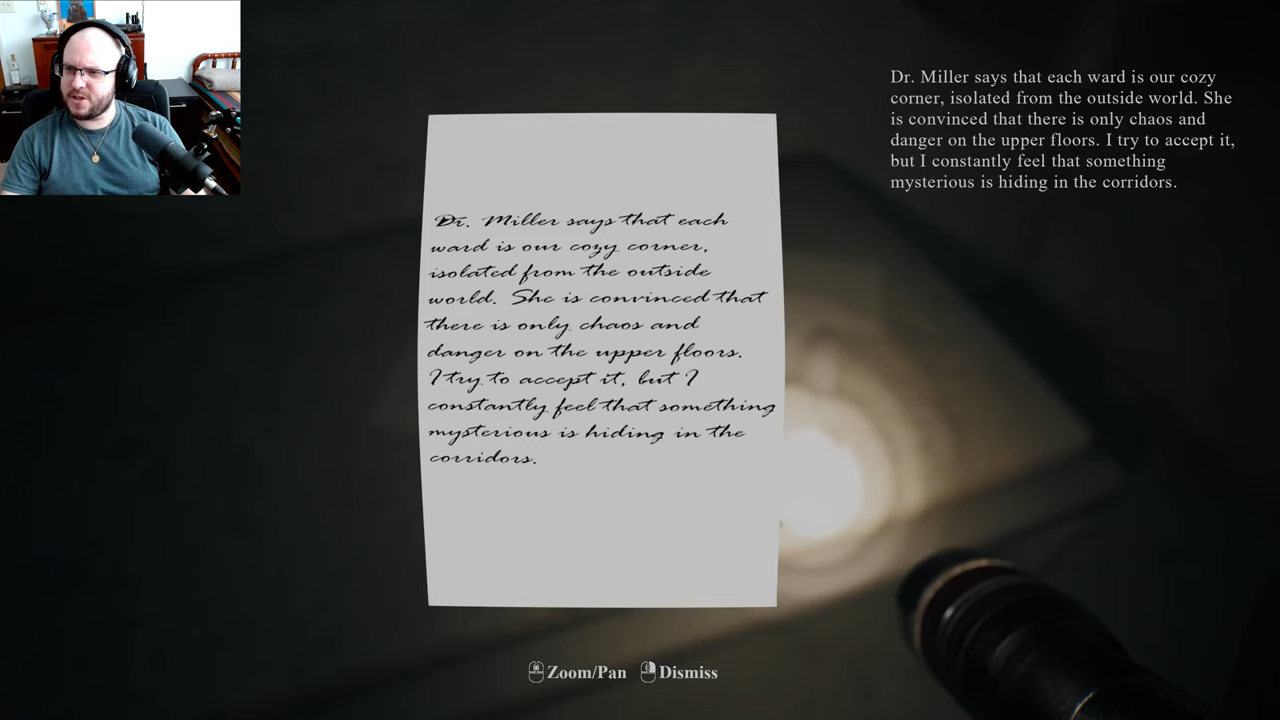 Dr. Miller says that each ward is our cozy
corner, isolated from the outside world. She
is convinced that there is only chaos and
danger on the upper floors. I try to accept it,
but I constantly feel that something
mysterious is hiding in the corridors.
Dr. Miller says that each
ward is our cozy corner,
isolated from the outside
world. She is convinced that
there is only chaos and
danger on the upper floors.
I try to accept it, but I
constantly feel that something
mysterious is hiding in the
corridors.
Zoom/Pan Dismiss